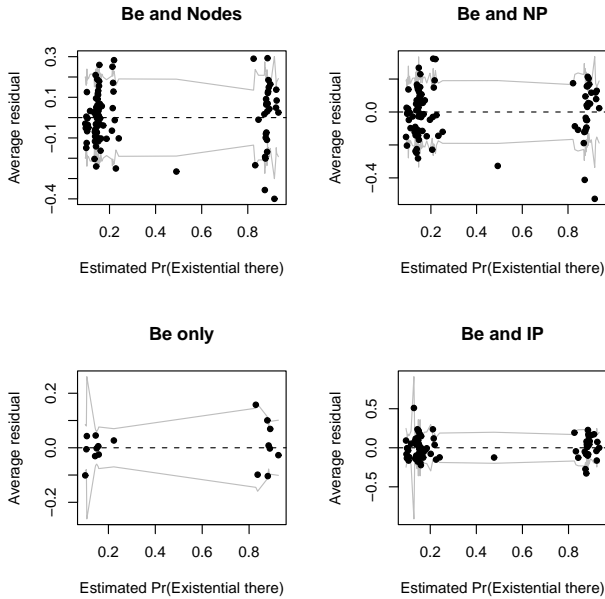 Be and Nodes
Average residual
0.3
0.1
−0.1
−0.4
0.2 0.4 0.6 0.8
Estimated Pr(Existential there)
Be and NP
Average residual
0.0
−0.4
0.2 0.4 0.6 0.8
Estimated Pr(Existential there)
Be only
Average residual
0.2
0.0
−0.2
0.2 0.4 0.6 0.8
Estimated Pr(Existential there)
Be and IP
Average residual
0.5
0.0
−0.5
0.2 0.4 0.6 0.8
Estimated Pr(Existential there)